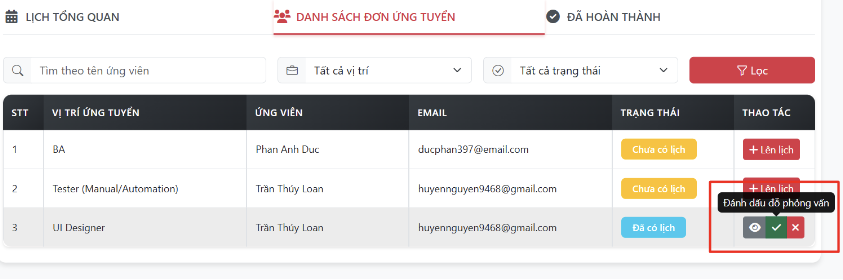 LỊCH TỔNG QUAN DANH SÁCH ĐƠN ỨNG TUYỂN ĐÃ HOÀN THÀNH
Tìm theo tên ứng viên Tất cả vị trí Tất cả trạng thái Lọc
STT VỊ TRÍ ỨNG TUYỂN ỨNG VIÊN EMAIL TRẠNG THÁI THAO TÁC
1 BA Phan Anh Duc ducphan397@email.com Chưa có lịch + Lên lịch
2 Tester (Manual/Automation) Trần Thúy Loan huyennguyen9468@gmail.com Chưa có lịch + Lên lịch
Đánh dấu đỗ phỏng vấn
3 UI Designer Trần Thúy Loan huyennguyen9468@gmail.com Đã có lịch